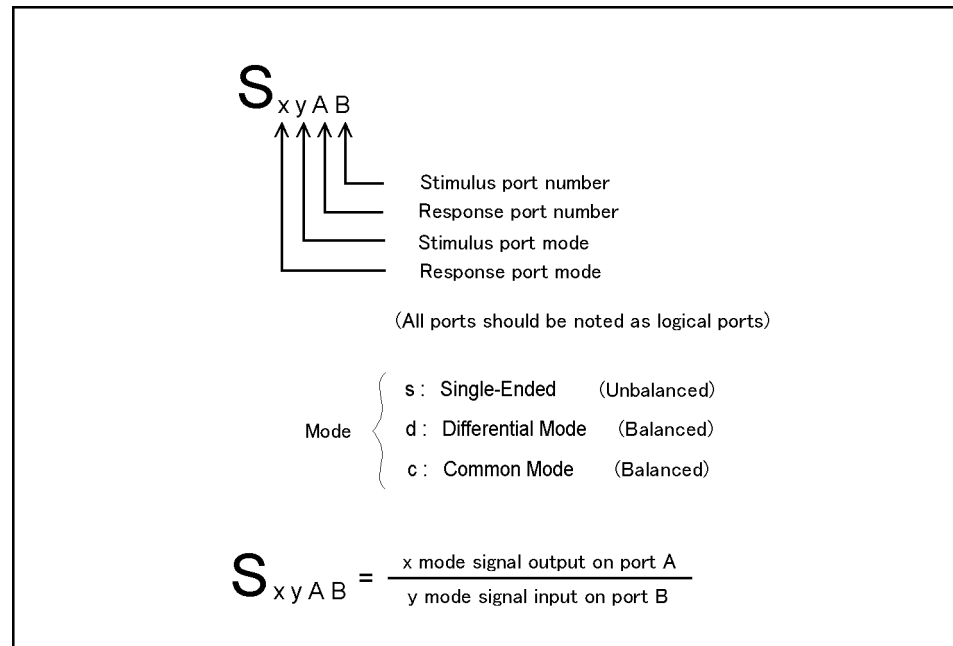 S x y A B
Stimulus port number
Response port number
Stimulus port mode
Response port mode
(All ports should be noted as logical ports)
s : Single-Ended (Unbalanced)
Mode d : Differential Mode (Balanced)
c : Common Mode (Balanced)
x mode signal output on port A
S x y A B =
y mode signal input on port B